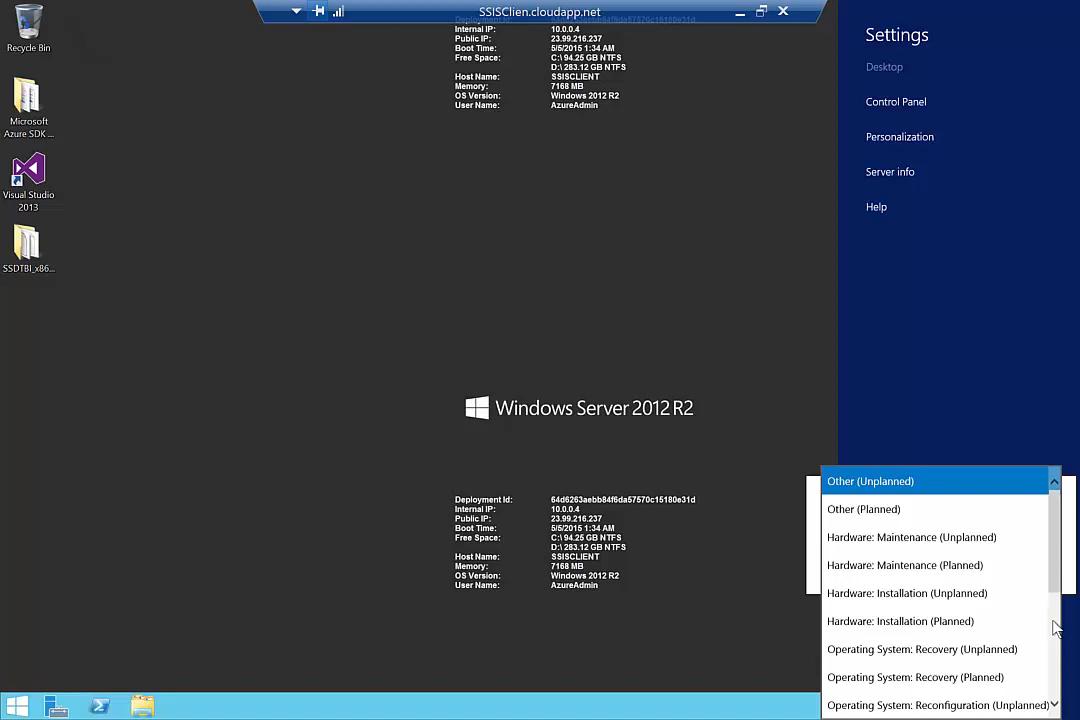 SSISClien.cloudapp.net
Deployment Id: 64d6263aebb84f6da57570c15180e31d
Internal IP: 10.0.0.4
Public IP: 23.99.216.237
Boot Time: 5/5/2015 1:34 AM
Free Space: C:\ 94.25 GB NTFS
D:\ 283.12 GB NTFS
Host Name: SSISCLIENT
Memory: 7168 MB
OS Version: Windows 2012 R2
User Name: AzureAdmin
Recycle Bin
Microsoft
Azure SDK ...
Visual Studio
2013
SSDTBI_x86...
Windows Server 2012 R2
Deployment Id: 64d6263aebb84f6da57570c15180e31d
Internal IP: 10.0.0.4
Public IP: 23.99.216.237
Boot Time: 5/5/2015 1:34 AM
Free Space: C:\ 94.25 GB NTFS
D:\ 283.12 GB NTFS
Host Name: SSISCLIENT
Memory: 7168 MB
OS Version: Windows 2012 R2
User Name: AzureAdmin
Settings
Desktop
Control Panel
Personalization
Server info
Help
Other (Unplanned)
Other (Planned)
Hardware: Maintenance (Unplanned)
Hardware: Maintenance (Planned)
Hardware: Installation (Unplanned)
Hardware: Installation (Planned)
Operating System: Recovery (Unplanned)
Operating System: Recovery (Planned)
Operating System: Reconfiguration (Unplanned)